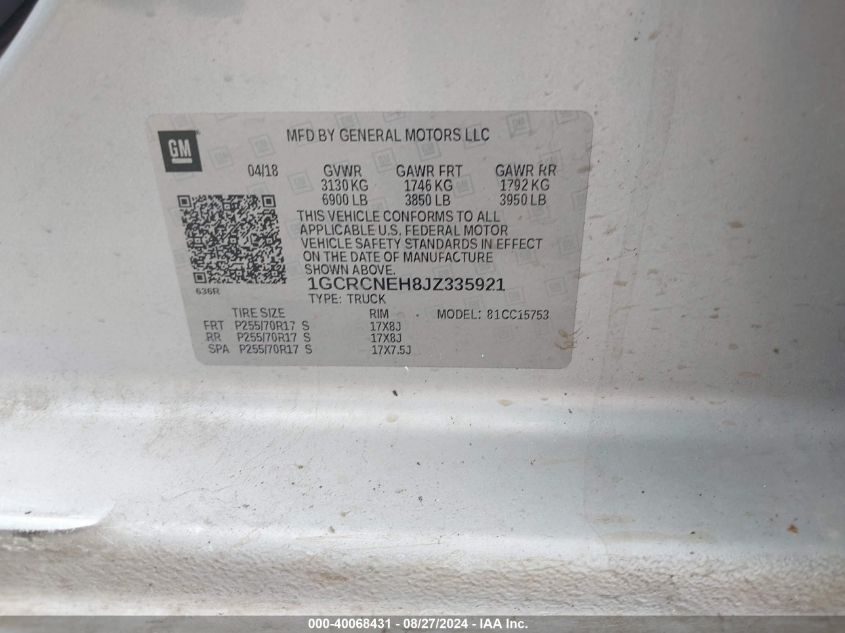 GM
MFD BY GENERAL MOTORS LLC
04/18 GVWR GAWR FRT GAWR RR
3130 KG 1746 KG 1792 KG
6900 LB 3850 LB 3950 LB
THIS VEHICLE CONFORMS TO ALL
APPLICABLE U.S. FEDERAL MOTOR
VEHICLE SAFETY STANDARDS IN EFFECT
ON THE DATE OF MANUFACTURE
SHOWN ABOVE.
636R
1GCRCNEH8JZ335921
TYPE: TRUCK
TIRE SIZE RIM MODEL: 81CC15753
FRT P255/70R17 S 17X8J
RR P255/70R17 S 17X8J
SPA P255/70R17 S 17X7.5J
000-40068431 - 08/27/2024 - IAA Inc.